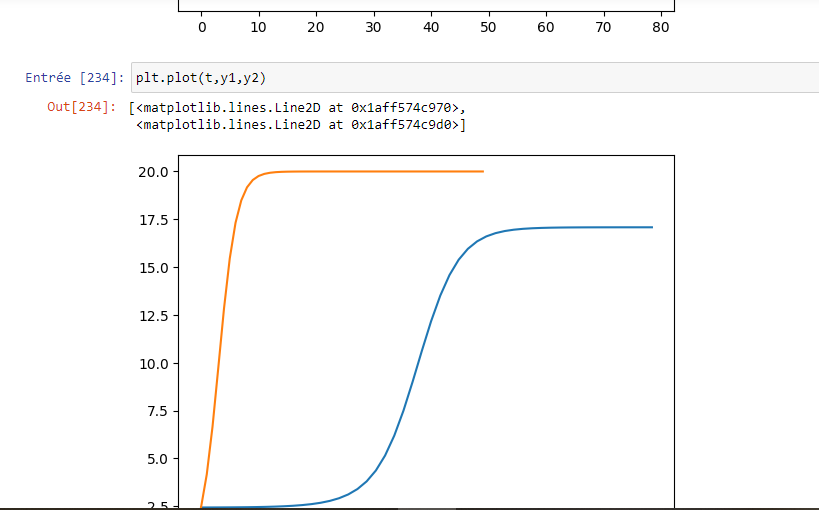 0 10 20 30 40 50 60 70 80
Entrée [234]: plt.plot(t,y1,y2)
Out[234]: [<matplotlib.lines.Line2D at 0x1aff574c970>,
<matplotlib.lines.Line2D at 0x1aff574c9d0>]
20.0
17.5
15.0
12.5
10.0
7.5
5.0
2.5